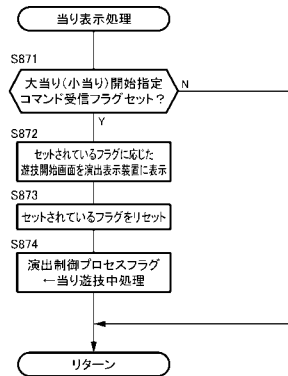 当り表示処理
S871
大当り(小当り)開始指定
コマンド受信フラグセット?
N
Y
S872
セットされているフラグに応じた
遊技開始画面を演出表示装置に表示
S873
セットされているフラグをリセット
S874
演出制御プロセスフラグ
←当り遊技中処理
リターン